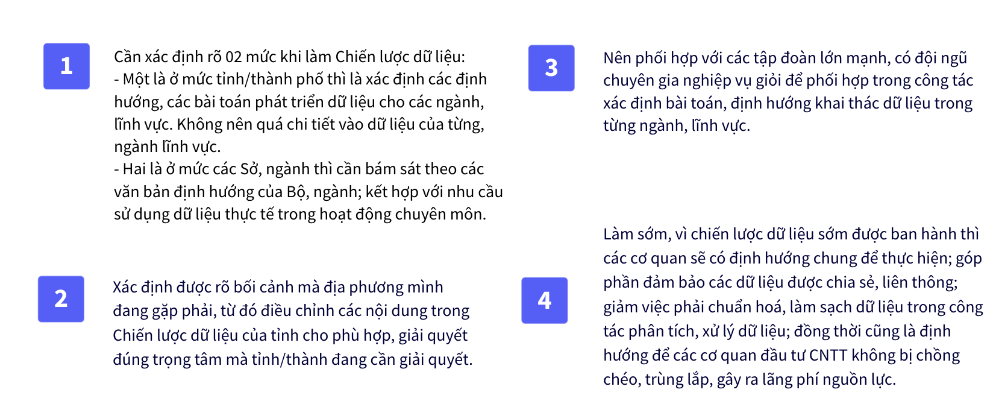 1
Cần xác định rõ 02 mức khi làm Chiến lược dữ liệu:
- Một là ở mức tỉnh/thành phố thì là xác định các định
hướng, các bài toán phát triển dữ liệu cho các ngành,
lĩnh vực. Không nên quá chi tiết vào dữ liệu của từng,
ngành lĩnh vực.
- Hai là ở mức các Sở, ngành thì cần bám sát theo các
văn bản định hướng của Bộ, ngành; kết hợp với nhu cầu
sử dụng dữ liệu thực tế trong hoạt động chuyên môn.
2
Xác định được rõ bối cảnh mà địa phương mình
đang gặp phải, từ đó điều chỉnh các nội dung trong
Chiến lược dữ liệu của tỉnh cho phù hợp, giải quyết
đúng trọng tâm mà tỉnh/thành đang cần giải quyết.
3
Nên phối hợp với các tập đoàn lớn mạnh, có đội ngũ
chuyên gia nghiệp vụ giỏi để phối hợp trong công tác
xác định bài toán, định hướng khai thác dữ liệu trong
từng ngành, lĩnh vực.
4
Làm sớm, vì chiến lược dữ liệu sớm được ban hành thì
các cơ quan sẽ có định hướng chung để thực hiện; góp
phần đảm bảo các dữ liệu được chia sẻ, liên thông;
giảm việc phải chuẩn hoá, làm sạch dữ liệu trong công
tác phân tích, xử lý dữ liệu; đồng thời cũng là định
hướng để các cơ quan đầu tư CNTT không bị chồng
chéo, trùng lắp, gây ra lãng phí nguồn lực.